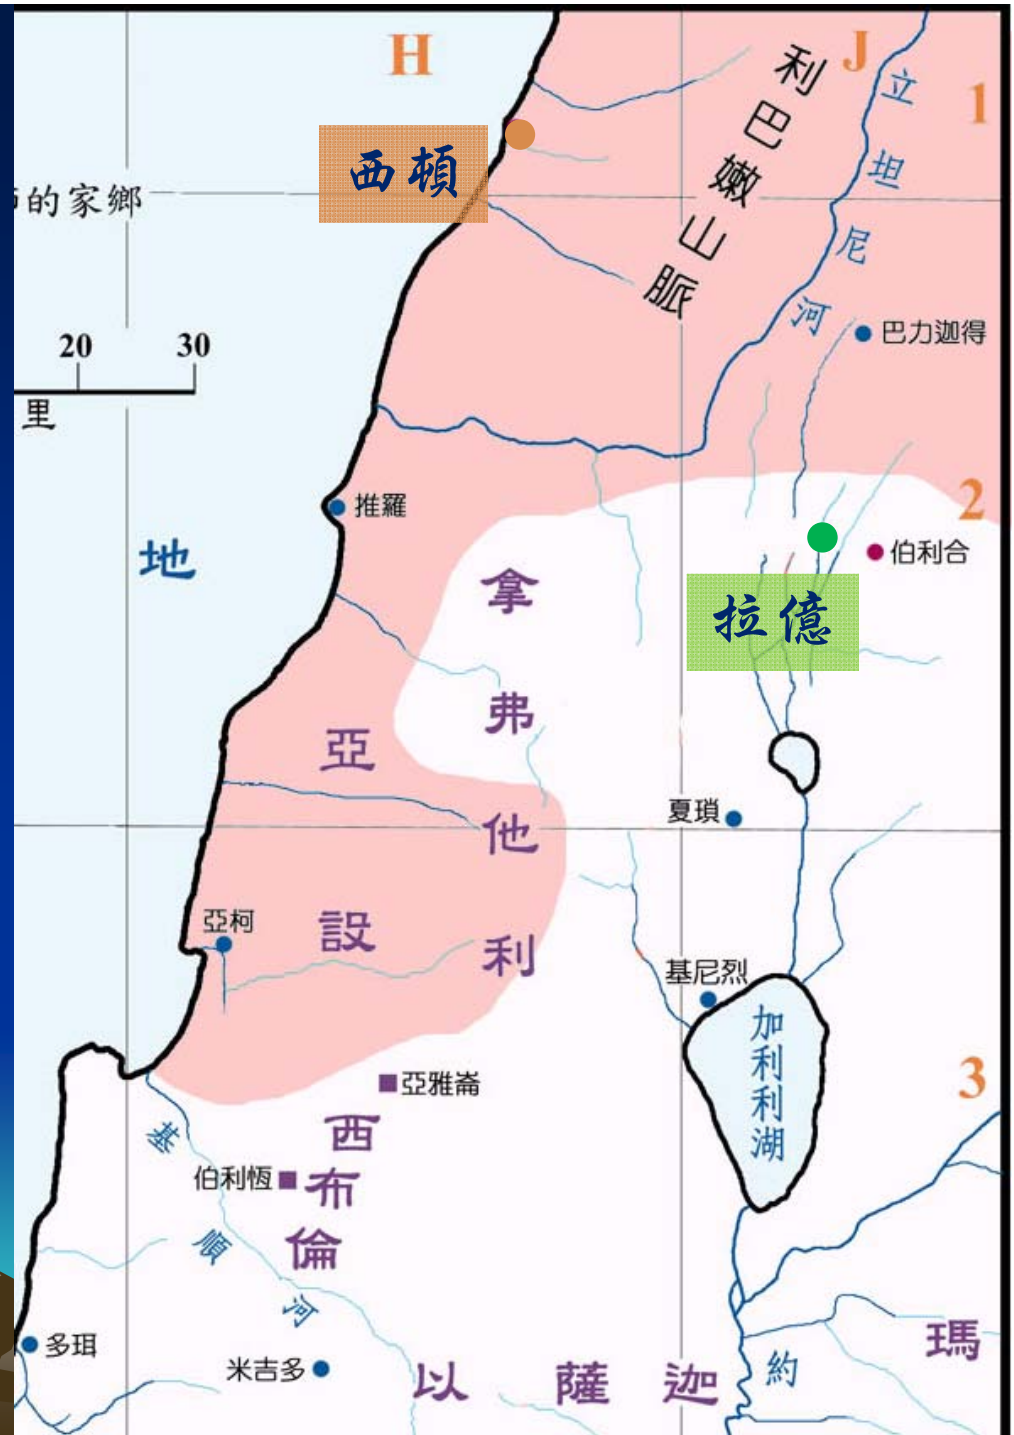 H
J
1
利巴嫩山脈
立坦尼河
西頓
的家鄉
20 30
里
巴力迦得
2
推羅
伯利合
地
拿弗他利
拉億
亞設
夏瑣
亞柯
基尼烈
加利利湖
3
亞雅崙
西布倫
基順河
伯利恆
多珥
米吉多
以薩迦
約
瑪